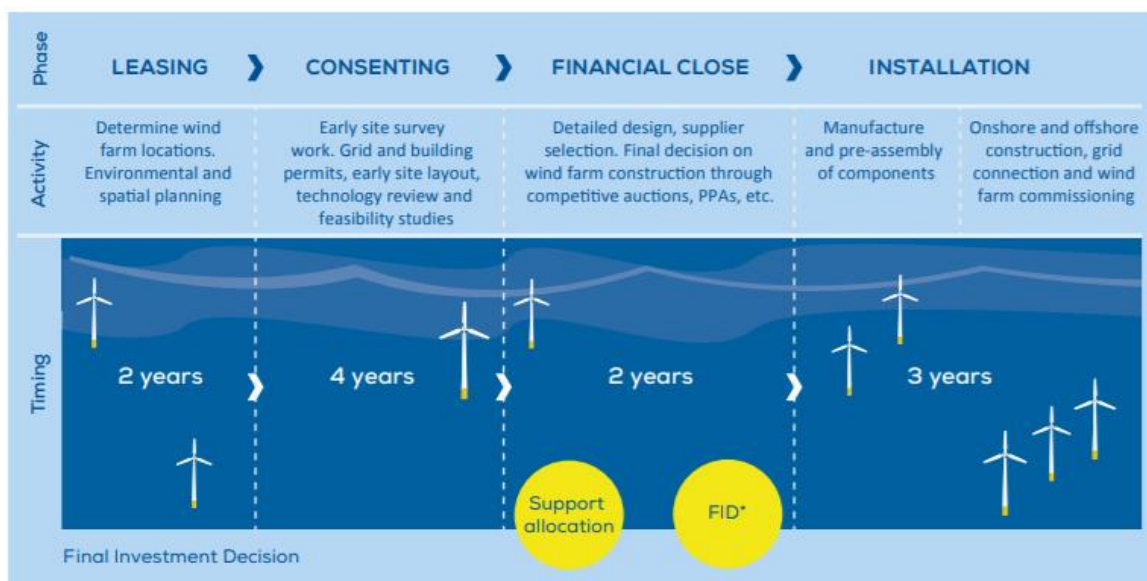 Phase
LEASING
CONSENTING
FINANCIAL CLOSE
INSTALLATION
Activity
Determine wind
farm locations.
Environmental and
spatial planning
Early site survey
work. Grid and building
permits, early site layout,
technology review and
feasibility studies
Detailed design, supplier
selection. Final decision on
wind farm construction through
competitive auctions, PPAs, etc.
Manufacture
and pre-assembly
of components
Onshore and offshore
construction, grid
connection and wind
farm commissioning
Timing
2 years
4 years
2 years
3 years
Support
allocation
FID*
Final Investment Decision